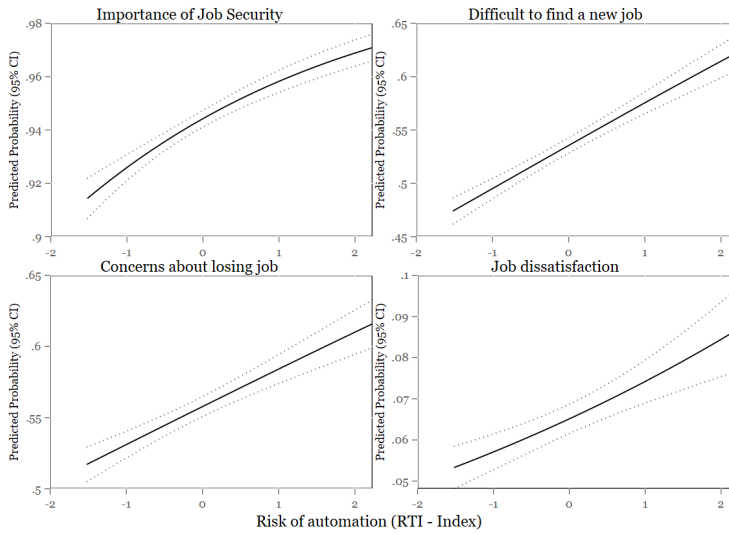 Importance of Job Security
Predicted Probability (95% CI)
.98
.96
.94
.92
.9
-2 -1 0 1 2
Difficult to find a new job
Predicted Probability (95% CI)
.65
.6
.55
.5
.45
-2 -1 0 1 2
Concerns about losing job
Predicted Probability (95% CI)
.65
.6
.55
.5
-2 -1 0 1 2
Job dissatisfaction
Predicted Probability (95% CI)
.1
.09
.08
.07
.06
.05
-2 -1 0 1 2
Risk of automation (RTI - Index)